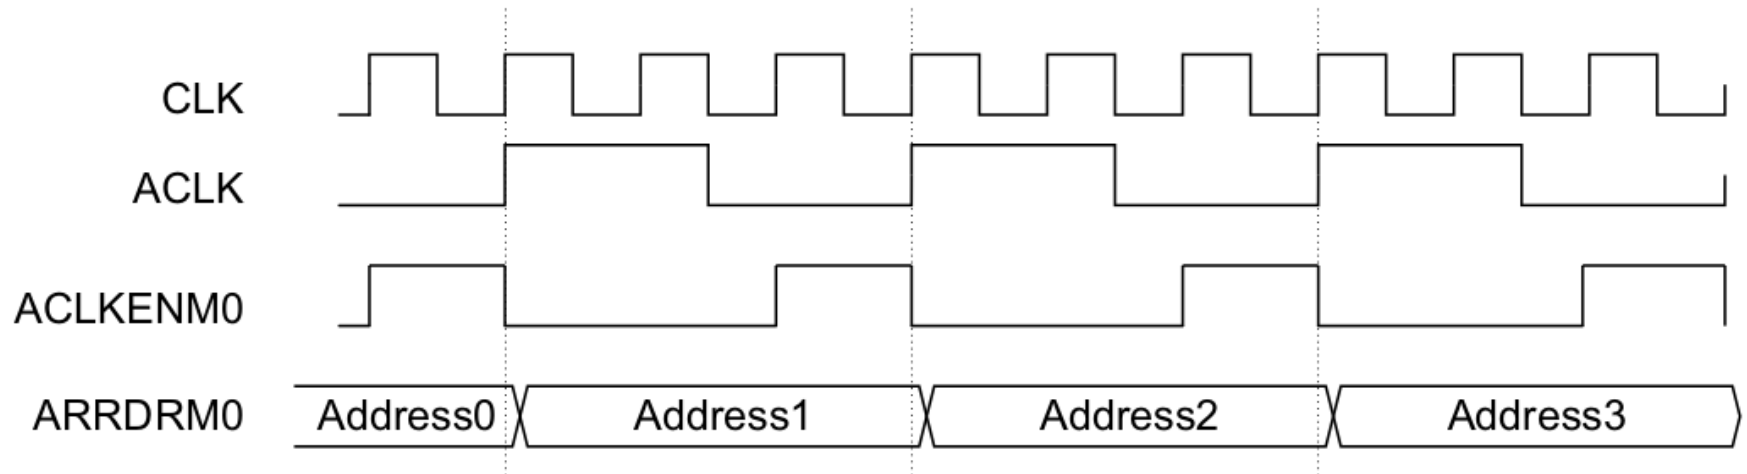 CLK
ACLK
ACLKENM0
ARRDRM0 Address0 Address1 Address2 Address3